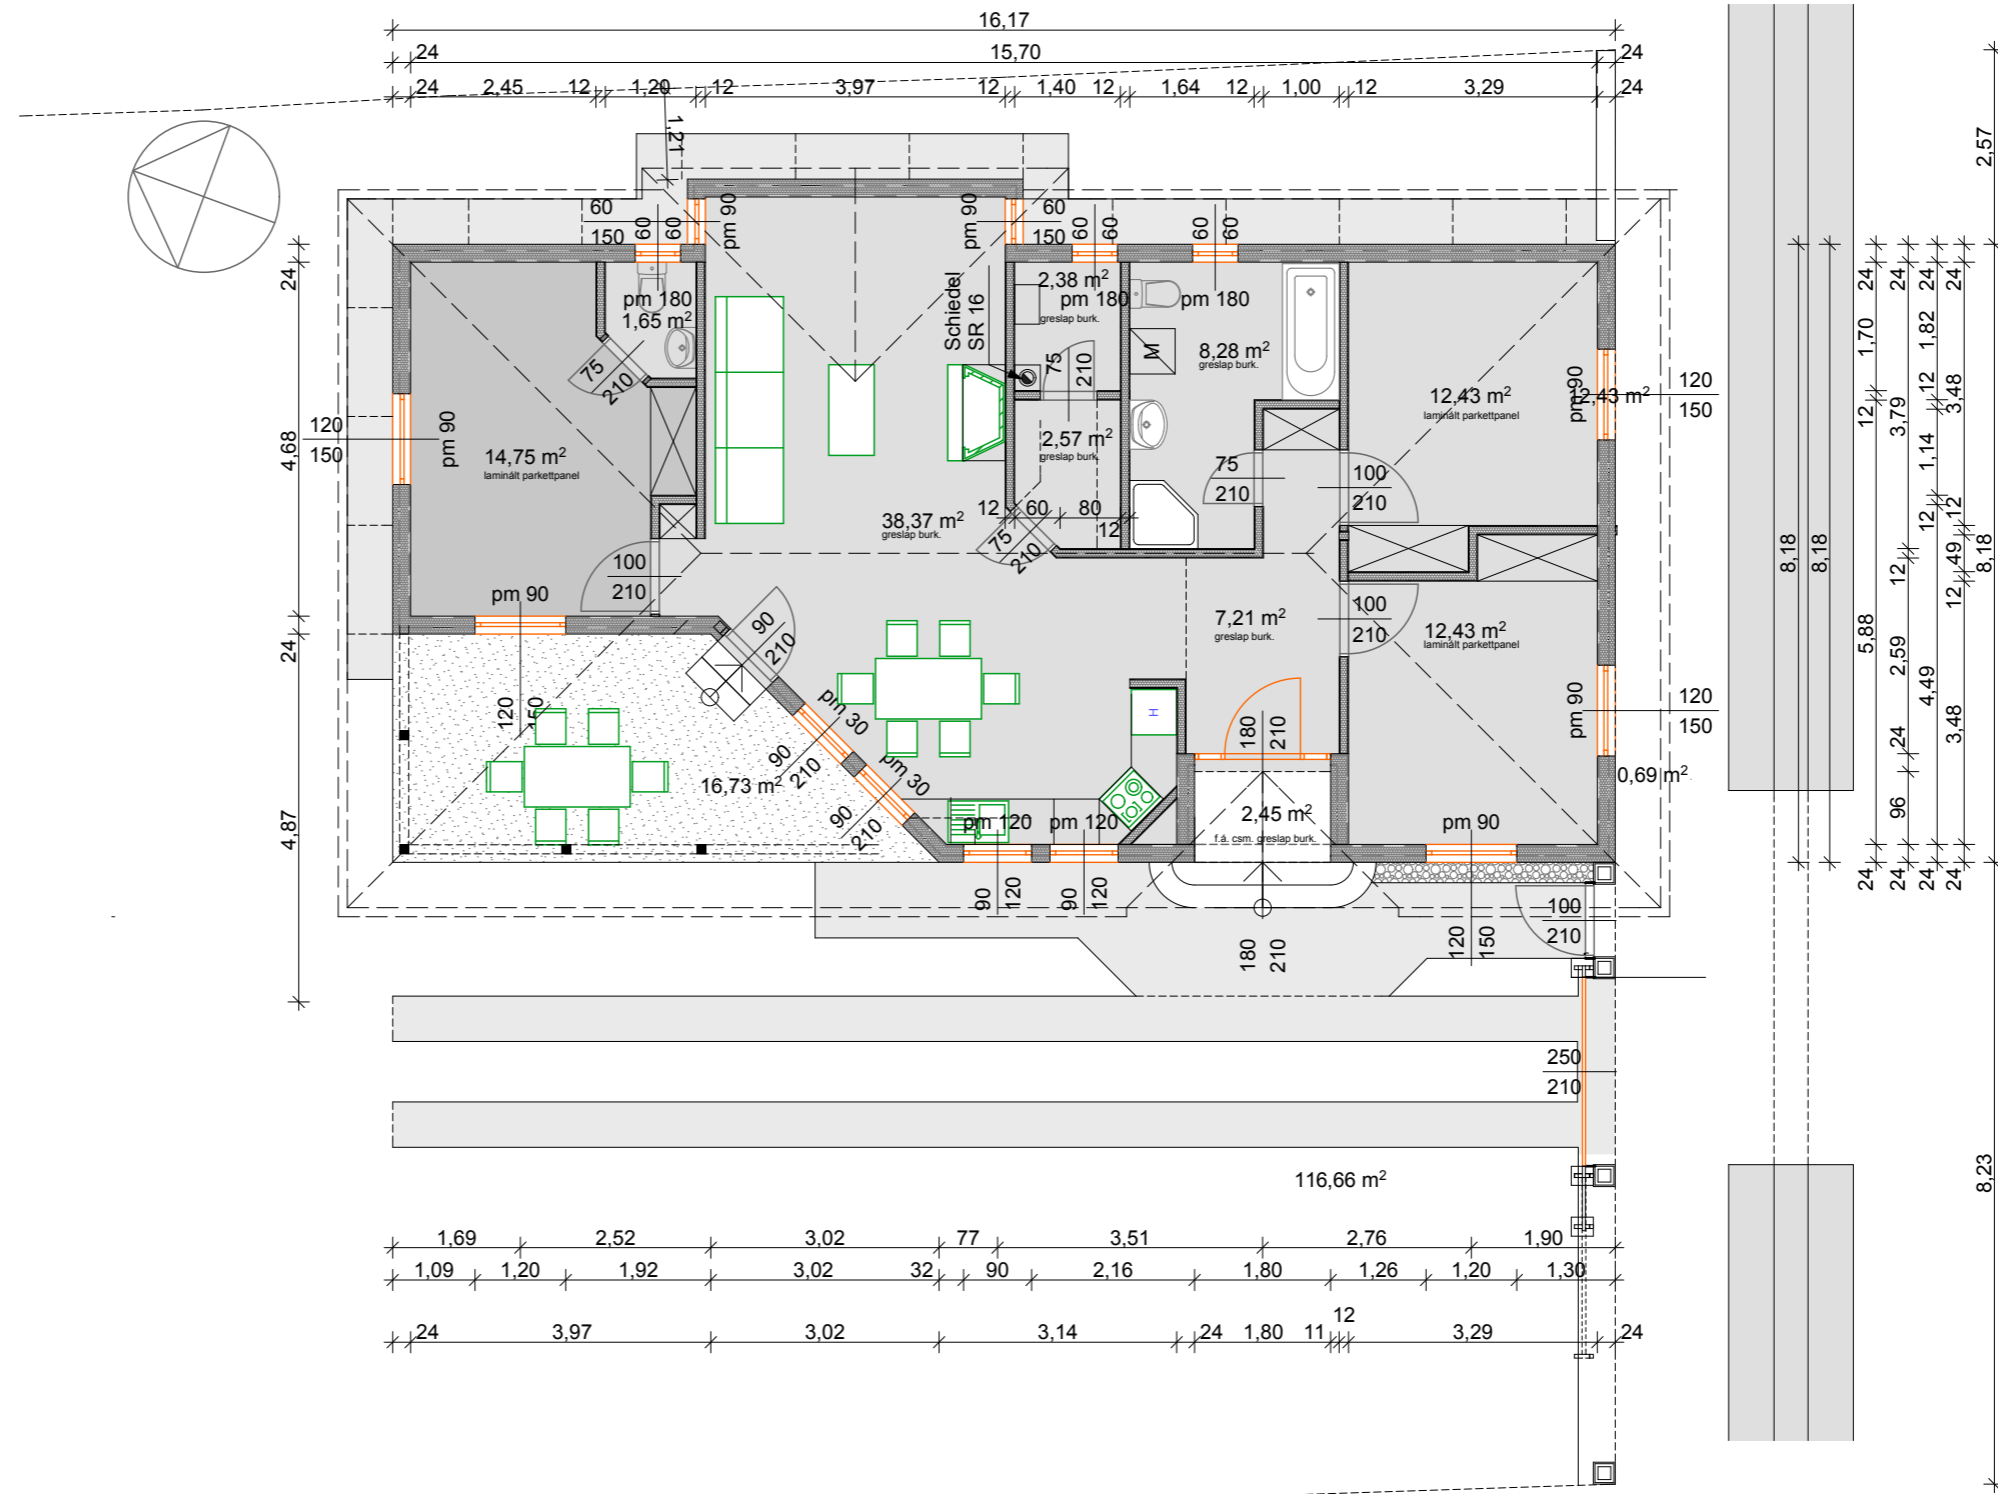 16,17
24 15,70 24
24 2,45 12 1,20 12 3,97 12 1,40 12 1,64 12 1,00 12 3,29 24
1,21
2,57
60
150
60
60
pm 90
pm 90
60
150
60
60
60
60
Schiedel
SR 16
pm 180
1,65 m²
75
210
2,38 m²
pm 180
greslap burk.
75
210
pm 180
M
8,28 m²
greslap burk.
12,43 m²
laminált parkettpanel
pm 90
12,43 m²
120
150
24
4,68
24
4,87
120
150
pm 90
14,75 m²
laminált parkettpanel
2,57 m²
greslap burk.
12 60 80
12
75
210
38,37 m²
greslap burk.
75
210
100
210
100
210
pm 90
90
210
7,21 m²
greslap burk.
100
210
12,43 m²
laminált parkettpanel
pm 90
120
150
0,69 m²
120
150
pm 30
90
210
16,73 m²
pm 30
90
210
H
180
210
2,45 m²
f.á. csm. greslap burk.
pm 120
pm 120
pm 90
90
120
90
120
180
210
120
150
100
210
250
210
116,66 m²
8,18
8,18
24
1,70
12
5,88
24
24
3,79
12
2,59
24
96
24
24
1,82
12
1,14
12
4,49
24
24
3,48
12
49
12
3,48
24
8,18
8,23
1,69 2,52 3,02 77 3,51 2,76 1,90
1,09 1,20 1,92 3,02 32 90 2,16 1,80 1,26 1,20 1,30
12
24 3,97 3,02 3,14 24 1,80 11 3,29 24